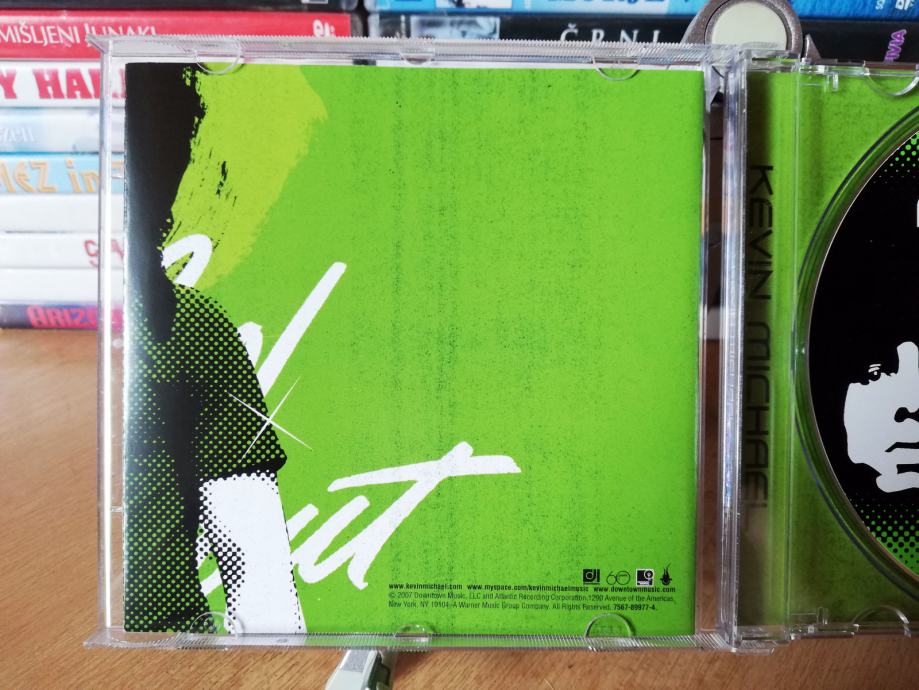 MIŠLJENI JUNAKI
ČRNI
Y HALL
KEVIN MICHAEL
ut
www.kevinmichael.com www.myspace.com/kevinmichaelmusic www.downtownmusic.com
℗ 2007 Downtown Music, LLC and Atlantic Recording Corporation, 1290 Avenue of the Americas,
New York, NY 10104. A Warner Music Group Company. All Rights Reserved. 7567-89977-4.